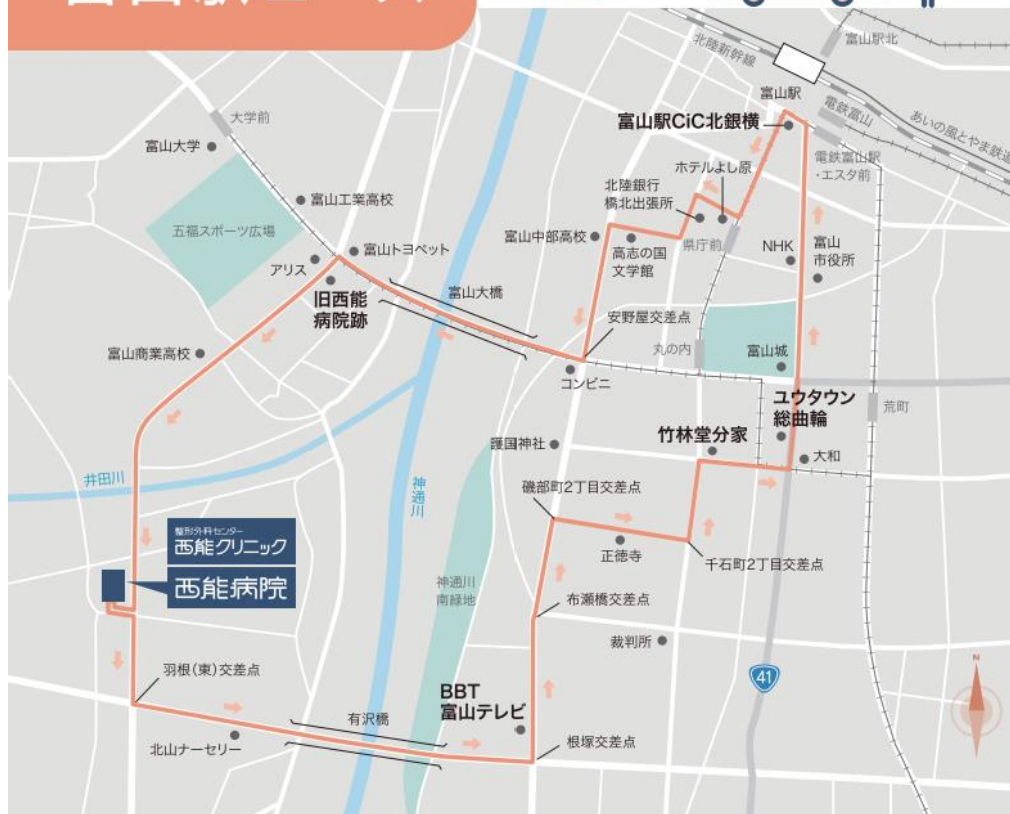 北陸新幹線
富山駅北
富山駅
電鉄富山
あいの風とやま鉄道
大学前
富山駅CiC北銀横
富山大学
電鉄富山駅
・エスタ前
ホテルよし原
北陸銀行
橋北出張所
富山工業高校
五福スポーツ広場
富山中部高校
高志の国
文学館
県庁前
NHK
富山
市役所
富山トヨペット
アリス
旧西能
病院跡
富山大橋
安野屋交差点
丸の内
富山城
富山商業高校
コンビニ
ユウタウン
総曲輪
荒町
竹林堂分家
護国神社
大和
井田川
神通川
磯部町2丁目交差点
整形外科センター
西能クリニック
西能病院
正徳寺
千石町2丁目交差点
神通川
南緑地
布瀬橋交差点
裁判所
羽根(東)交差点
41
N
BBT
富山テレビ
有沢橋
北山ナーセリー
根塚交差点